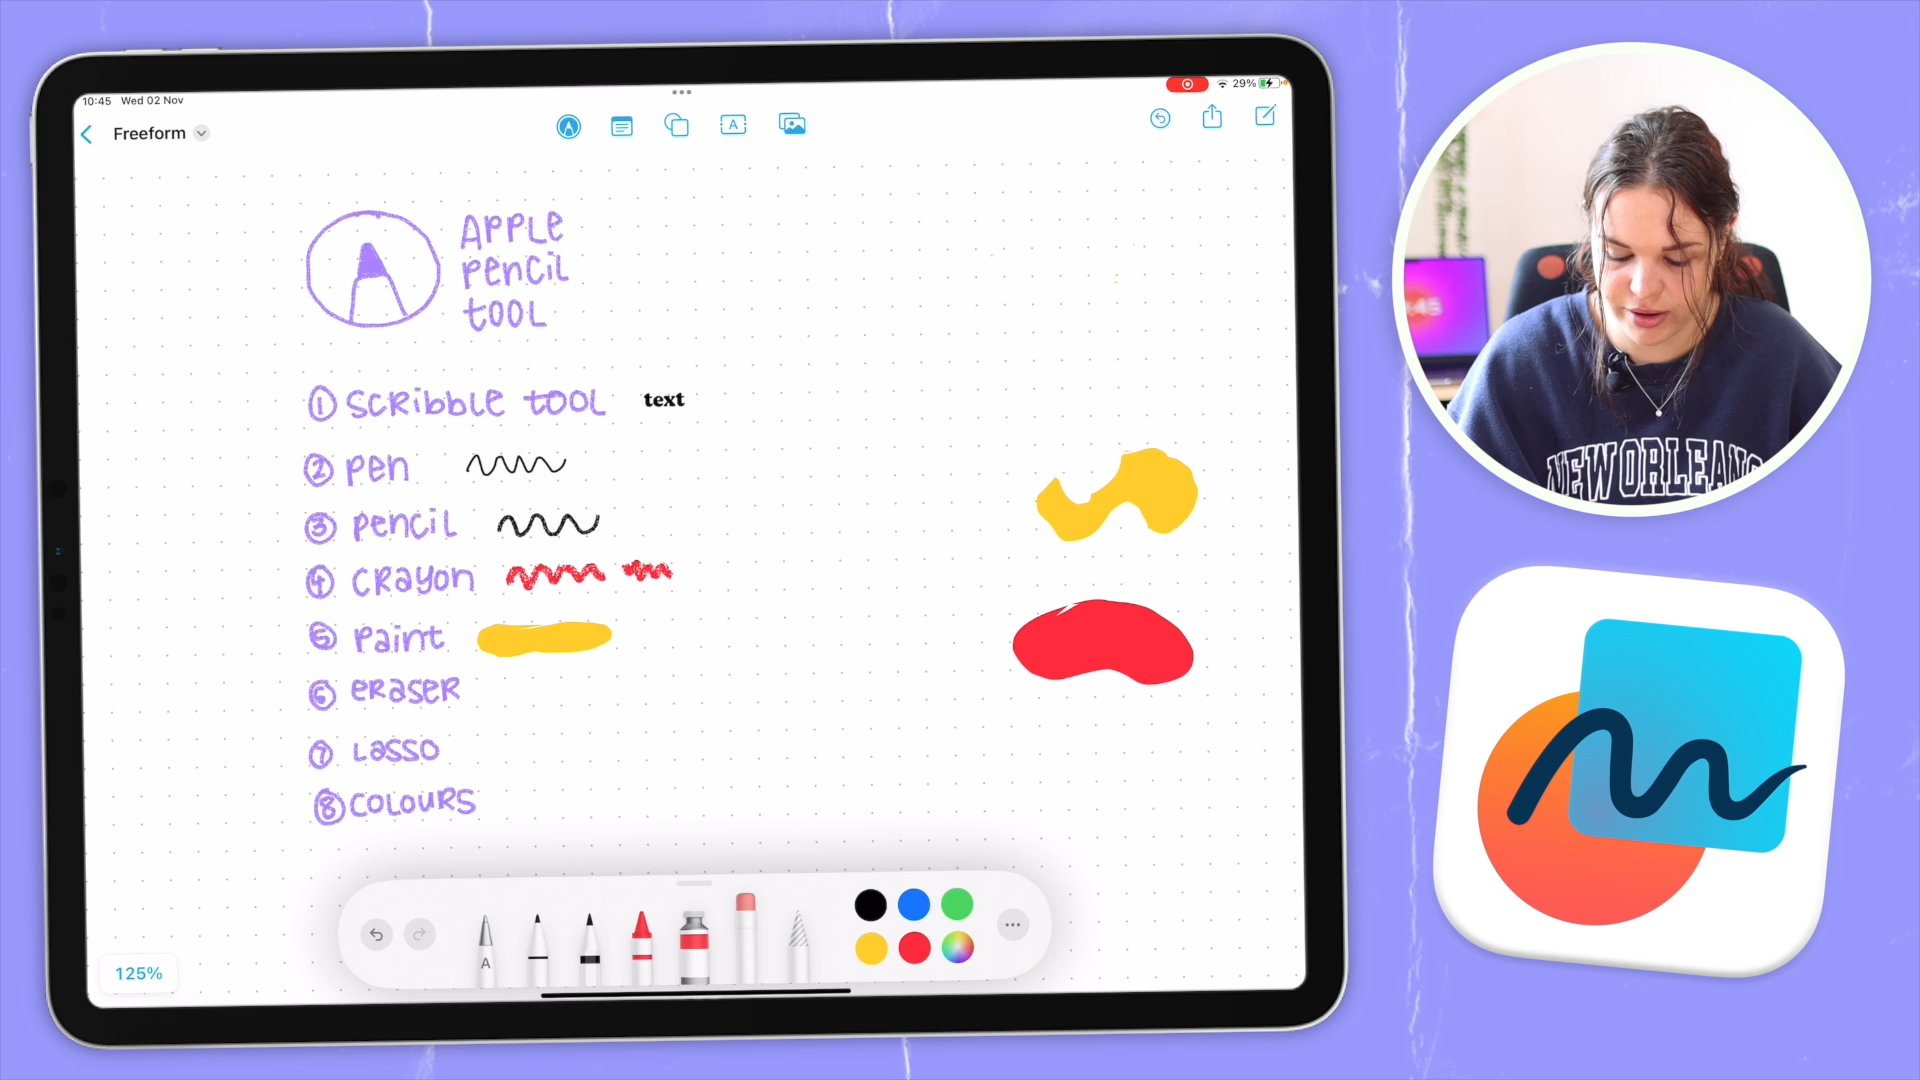 10:45 Wed 02 Nov
29%
Freeform
A
APPLE
PENCIL
TOOL
① SCRIBBLE TOOL text
② PEN
③ PENCIL
④ CRAYON
⑤ PAINT
⑥ ERASER
⑦ LASSO
⑧ COLOURS
A
125%
NEW ORLEANS